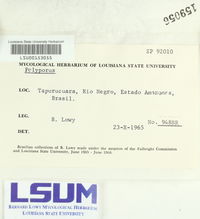 Louisiana State University Herbarium
LSU00153055
159056
SP 92010
MYCOLOGICAL HERBARIUM OF LOUISIANA STATE UNIVERSITY
Polyporus
LOC. Tapurucuara, Rio Negro, Estado Amazonas,
Brasil.
LEG. B. Lowy No.
DET. 23-X-1965
Brazilian collections of B. Lowy made under the auspices of the Fulbright Commission
and Louisiana State University, June 1965 - June 1966.
LSUM
BERNARD LOWY MYCOLOGICAL HERBARIUM
LOUISIANA STATE UNIVERSITY